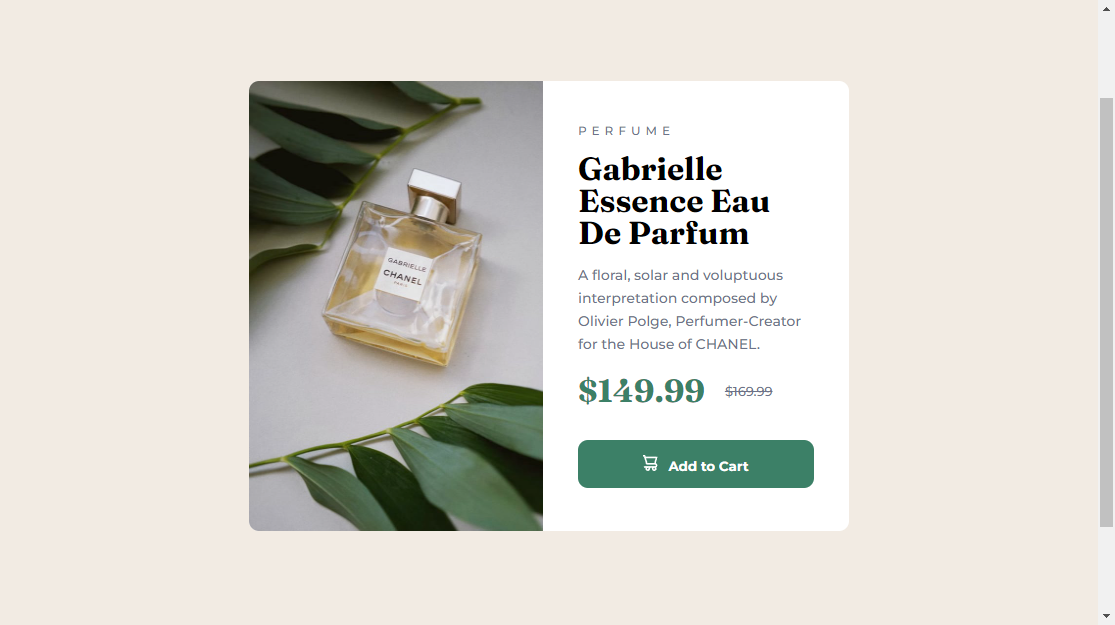 GABRIELLE
CHANEL
PARIS
PERFUME
Gabrielle
Essence Eau
De Parfum
A floral, solar and voluptuous
interpretation composed by
Olivier Polge, Perfumer-Creator
for the House of CHANEL.
$149.99 $169.99
Add to Cart